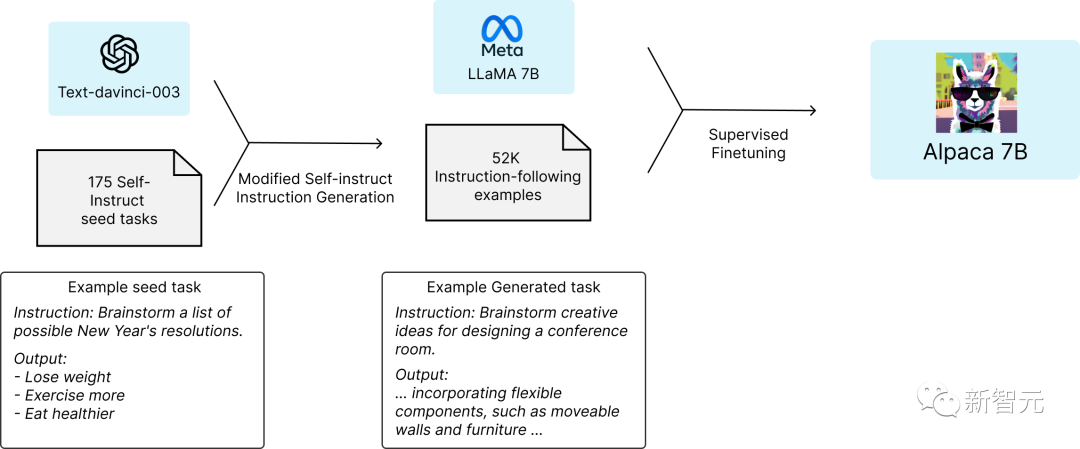 Text-davinci-003
175 Self-
Instruct
seed tasks
Modified Self-instruct
Instruction Generation
Meta
LLaMA 7B
52K
Instruction-following
examples
Supervised
Finetuning
Alpaca 7B
Example seed task
Instruction: Brainstorm a list of
possible New Year's resolutions.
Output:
- Lose weight
- Exercise more
- Eat healthier
Example Generated task
Instruction: Brainstorm creative
ideas for designing a conference
room.
Output:
... incorporating flexible
components, such as moveable
walls and furniture ...
新智元